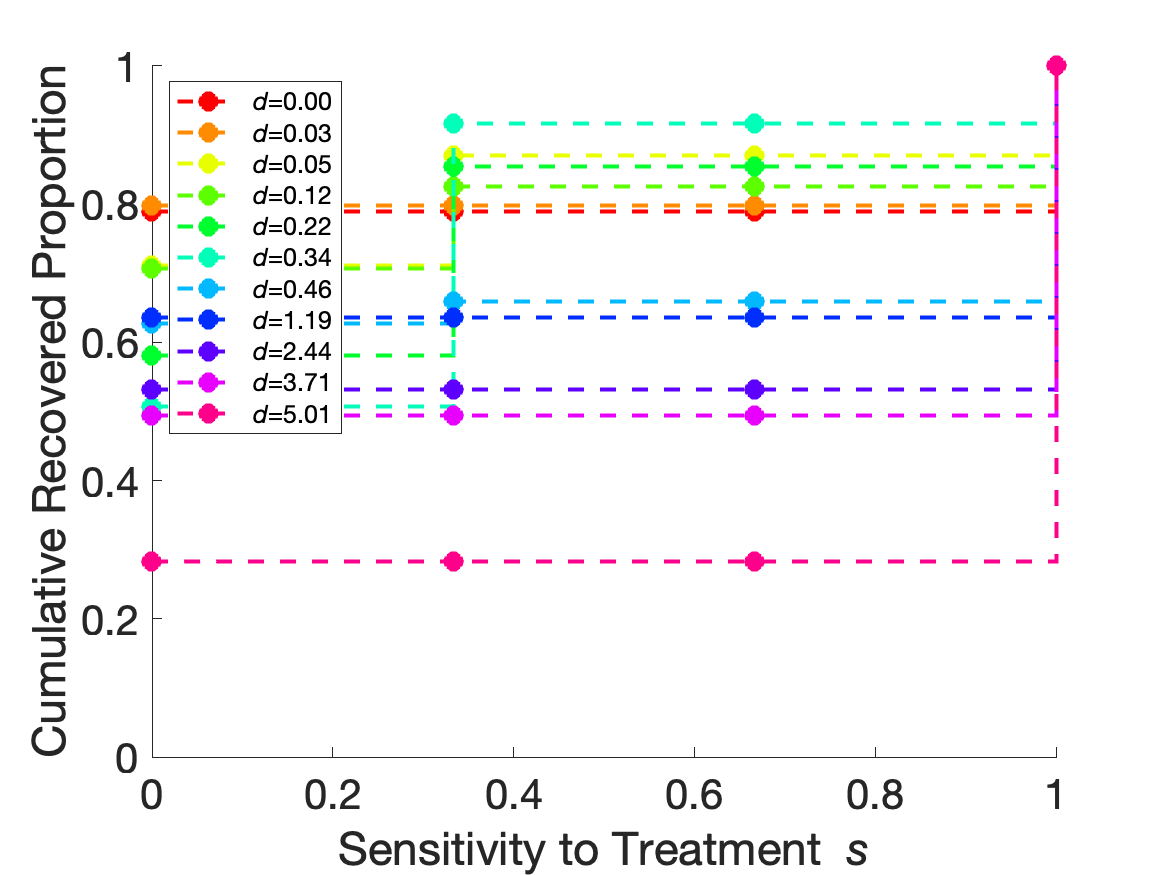 Cumulative Recovered Proportion
1
0.8
0.6
0.4
0.2
0
d=0.00
d=0.03
d=0.05
d=0.12
d=0.22
d=0.34
d=0.46
d=1.19
d=2.44
d=3.71
d=5.01
0 0.2 0.4 0.6 0.8 1
Sensitivity to Treatment s